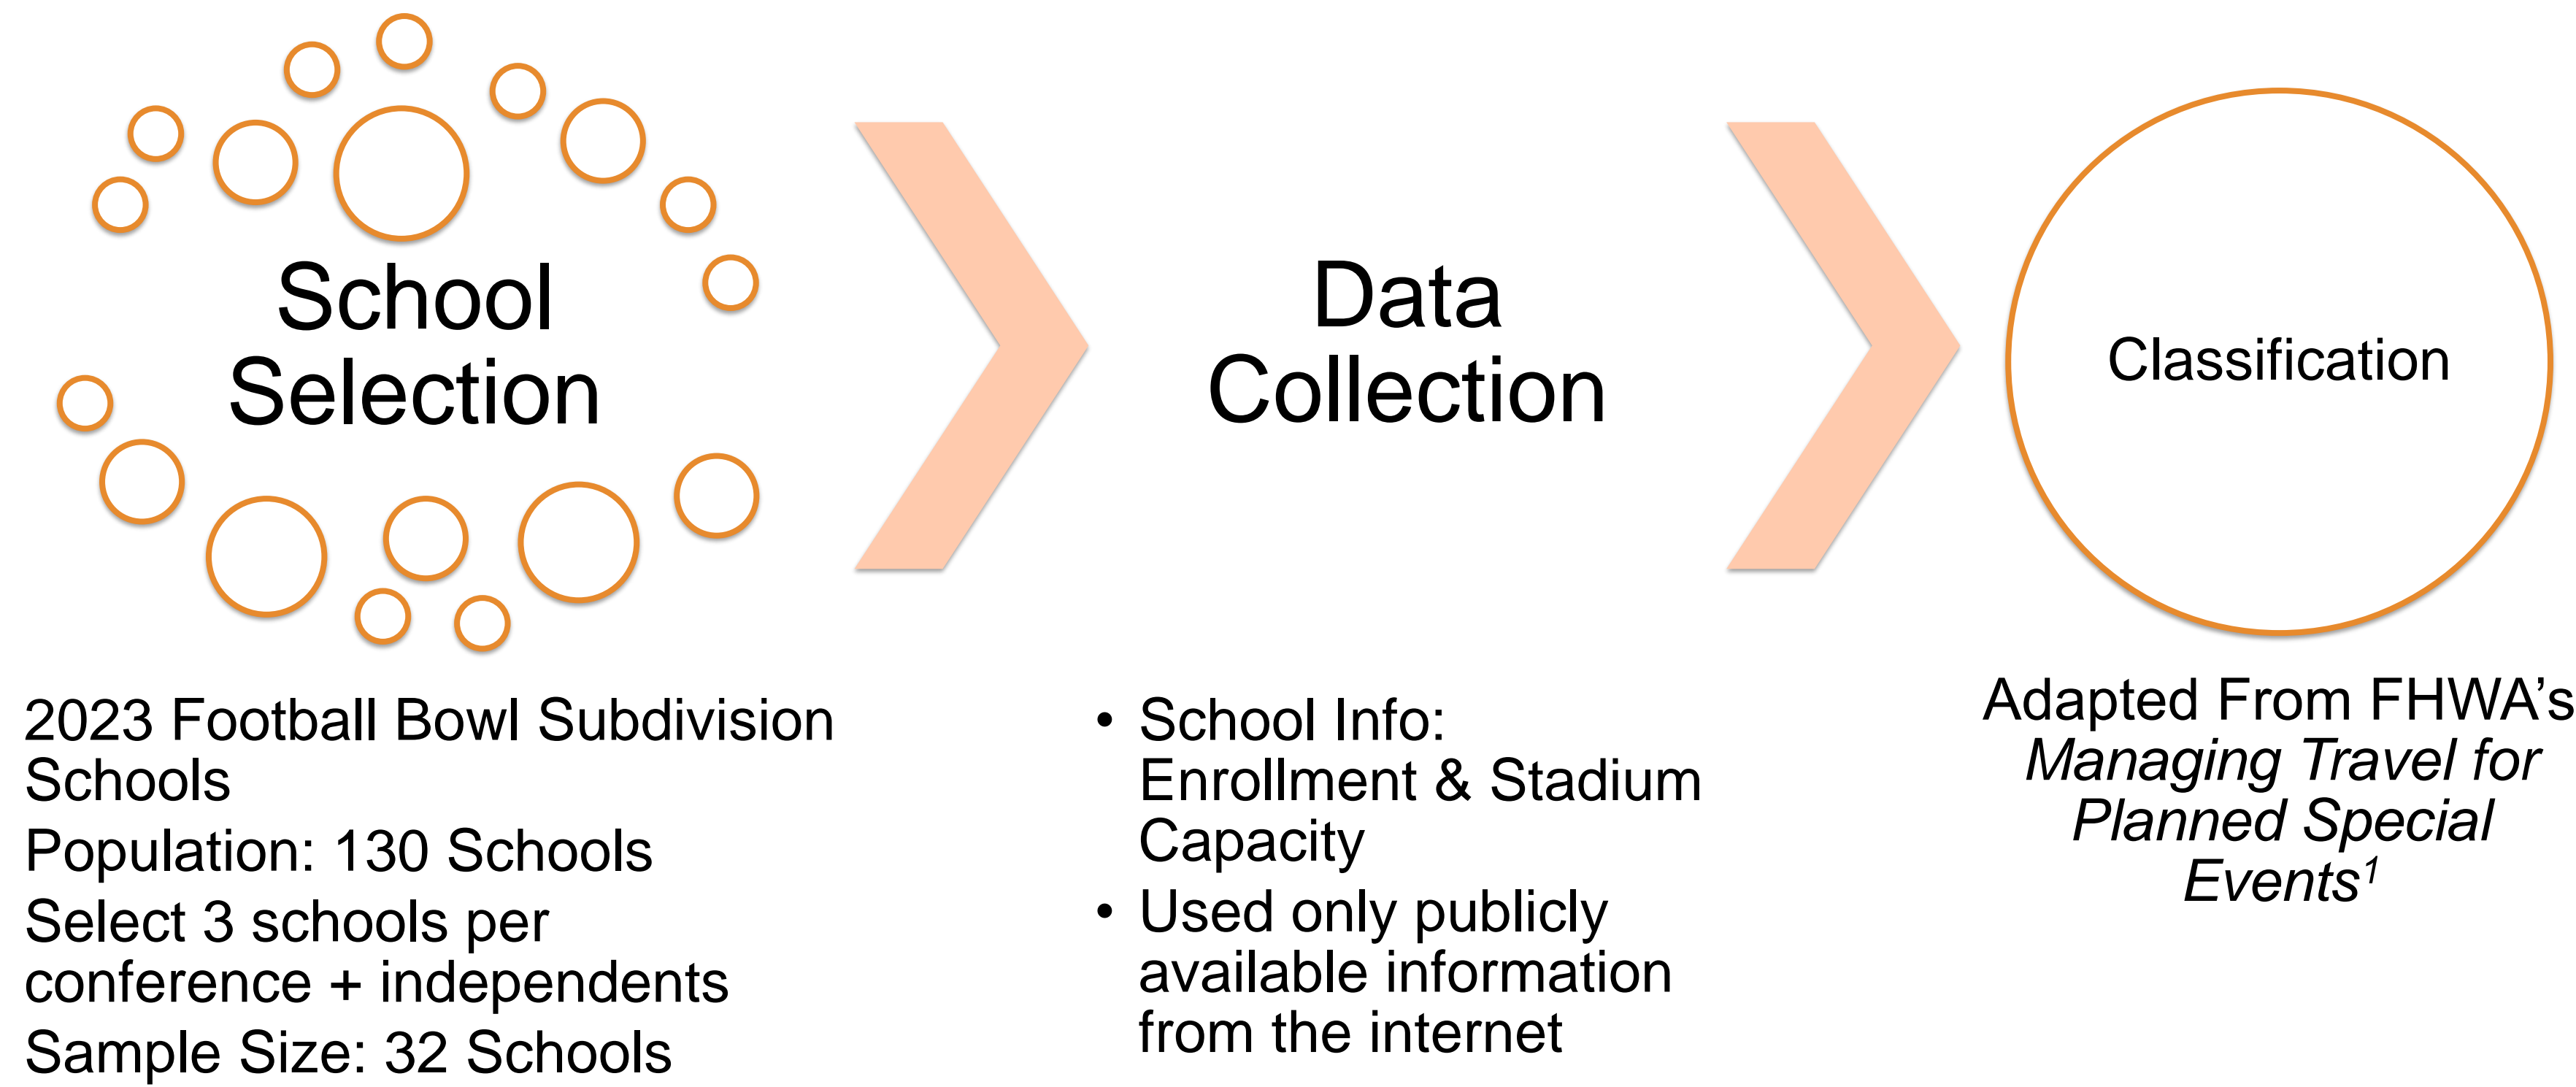 School
Selection
2023 Football Bowl Subdivision
Schools
Population: 130 Schools
Select 3 schools per
conference + independents
Sample Size: 32 Schools
Data
Collection
• School Info:
Enrollment & Stadium
Capacity
• Used only publicly
available information
from the internet
Classification
Adapted From FHWA’s
Managing Travel for
Planned Special
Events¹